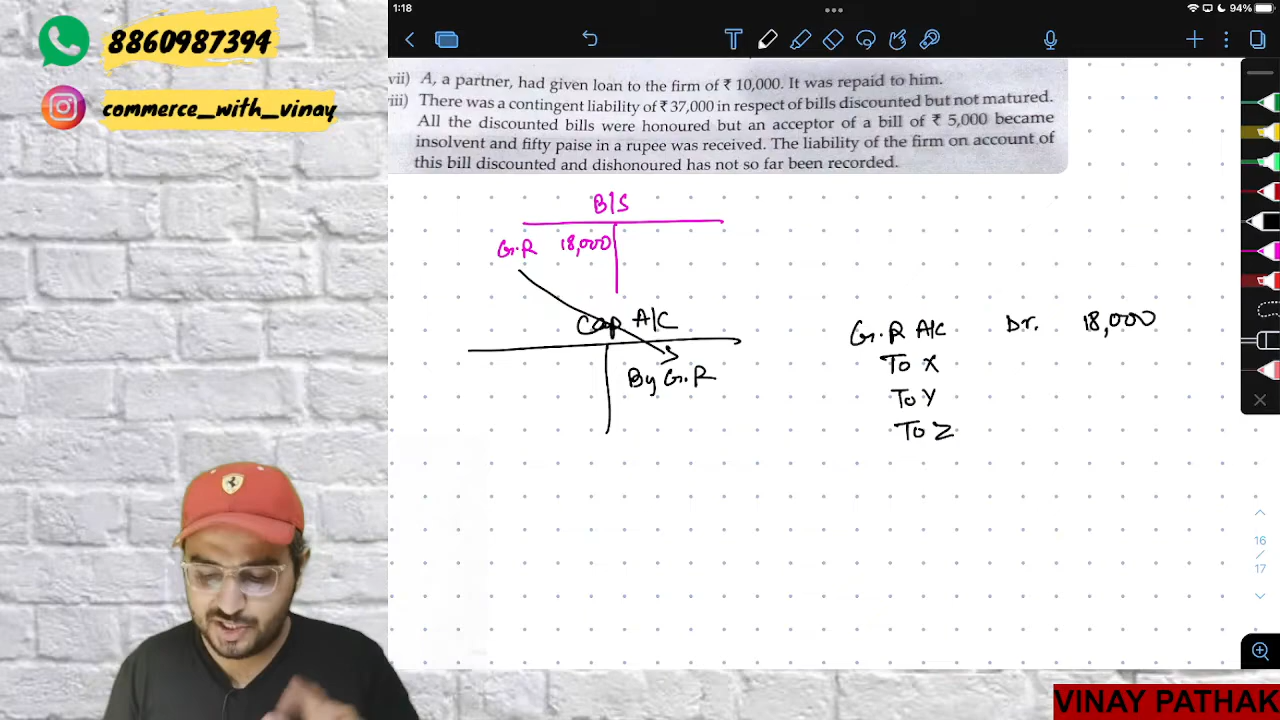 1:18
94%
8860987394
commerce_with_vinay
vii) A, a partner, had given loan to the firm of ₹ 10,000. It was repaid to him.
iii) There was a contingent liability of ₹ 37,000 in respect of bills discounted but not matured.
All the discounted bills were honoured but an acceptor of a bill of ₹ 5,000 became
insolvent and fifty paise in a rupee was received. The liability of the firm on account of
this bill discounted and dishonoured has not so far been recorded.
B/S
G.R 18,000
Cap A/C
By G.R
G.R A/C Dr. 18,000
To X
To Y
To Z
T
16
/
17
VINAY PATHAK